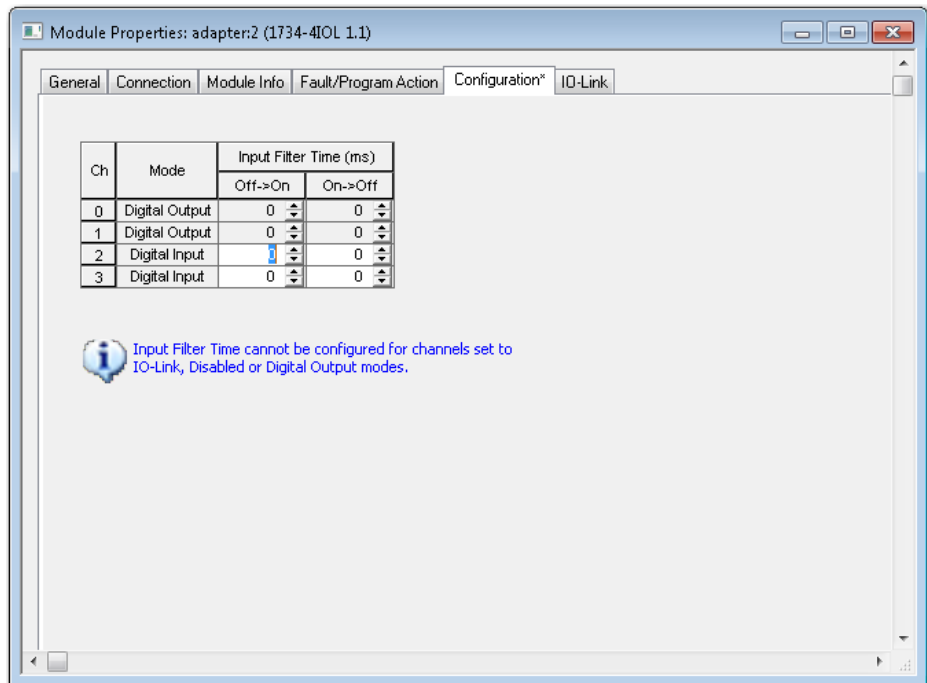 Module Properties: adapter:2 (1734-4IOL 1.1)
General Connection Module Info Fault/Program Action Configuration* IO-Link
Ch Mode Input Filter Time (ms)
Off->On On->Off
0 Digital Output 0 0
1 Digital Output 0 0
2 Digital Input 0 0
3 Digital Input 0 0
Input Filter Time cannot be configured for channels set to
IO-Link, Disabled or Digital Output modes.